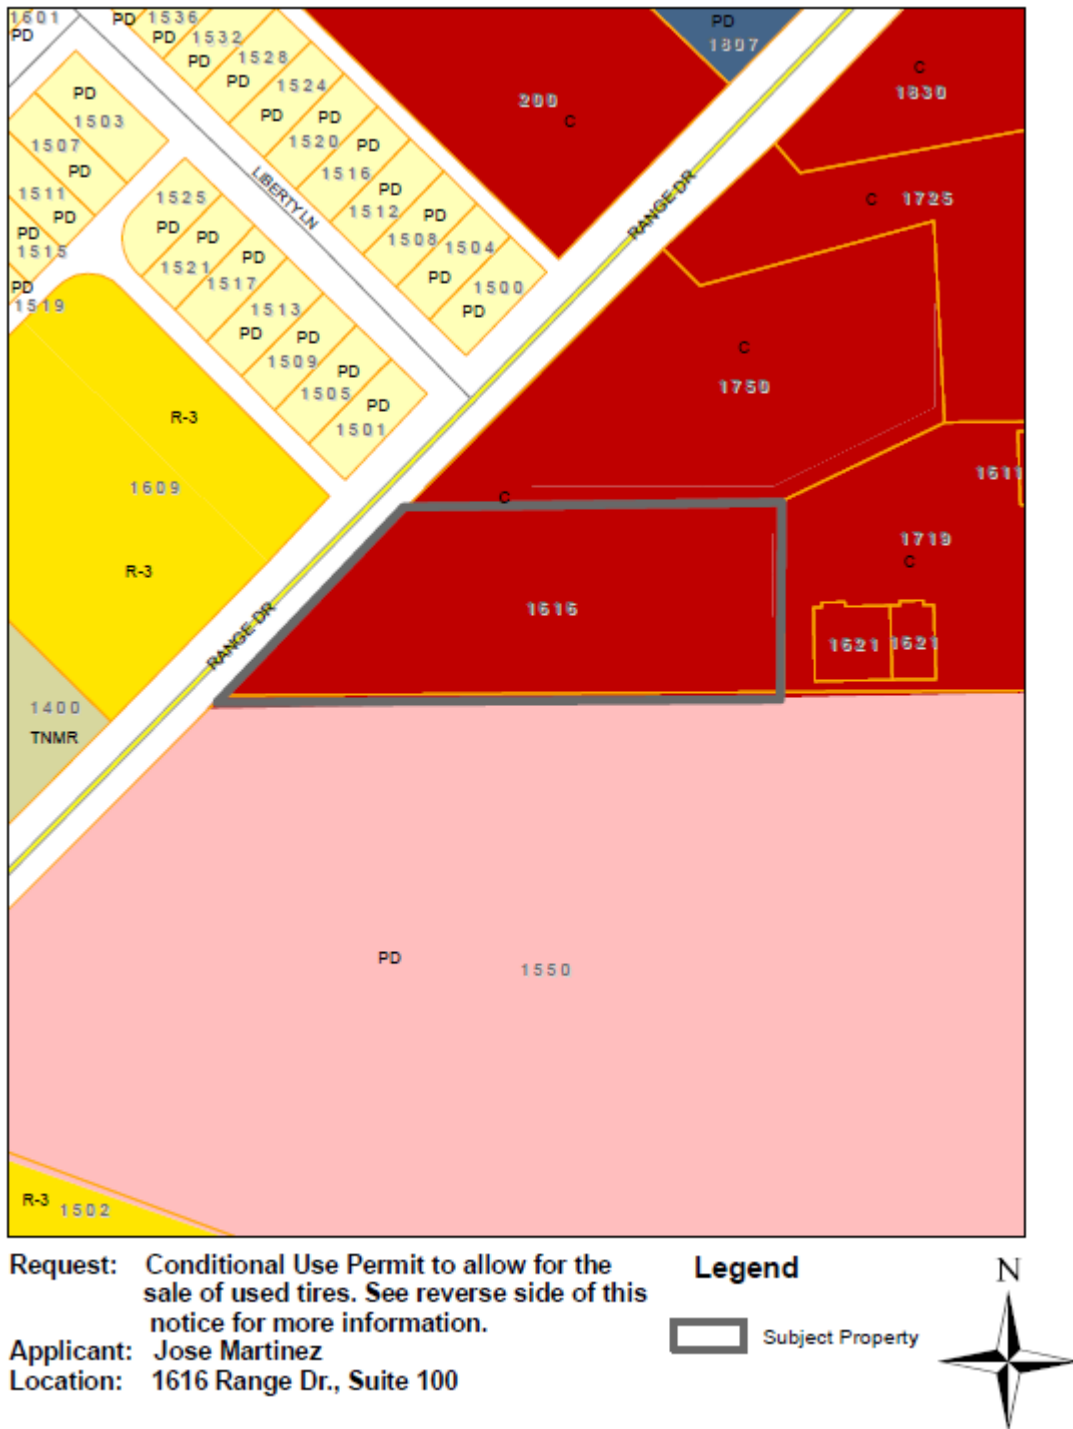 1601
PD
PD
1536
PD
1532
PD
1528
PD
1524
PD
PD
1520
PD
1516
PD
1512
PD
1508
1504
PD
1500
PD
PD
1503
1507
PD
1511
PD
PD
1515
PD
1519
LIBERTY LN
1525
PD
PD
1521
PD
1517
1513
PD
PD
1509
PD
1505
PD
1501
200
C
PD
1807
C
1830
C
1725
RANGE DR
C
1750
R-3
1609
R-3
C
1611
1719
C
1616
1621
1621
RANGE DR
1400
TNMR
PD
1550
R-3
1502
Request: Conditional Use Permit to allow for the
sale of used tires. See reverse side of this
notice for more information.
Applicant: Jose Martinez
Location: 1616 Range Dr., Suite 100
Legend
Subject Property
N